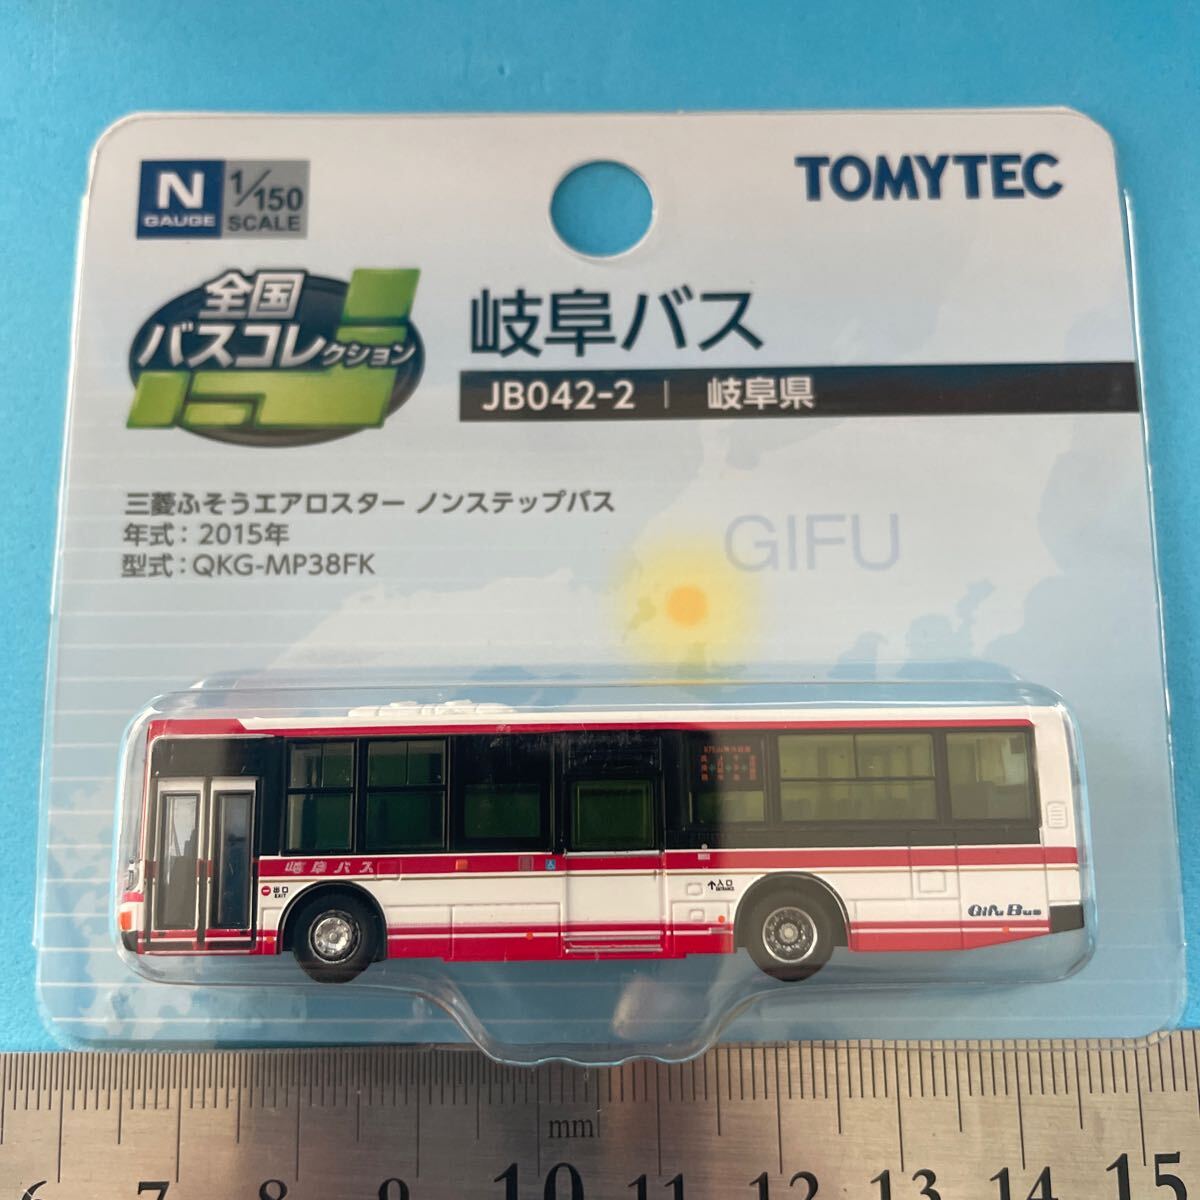 N
GAUGE
1/150
SCALE
TOMYTEC
全国
バスコレクション
岐阜バス
JB042-2 | 岐阜県
三菱ふそうエアロスター ノンステップバス
年式：2015年
型式：QKG-MP38FK
GIFU
岐阜バス
出口
EXIT
入口
ENTRANCE
Gifu Bus
mm
6 7 8 9 10 11 12 13 14 15